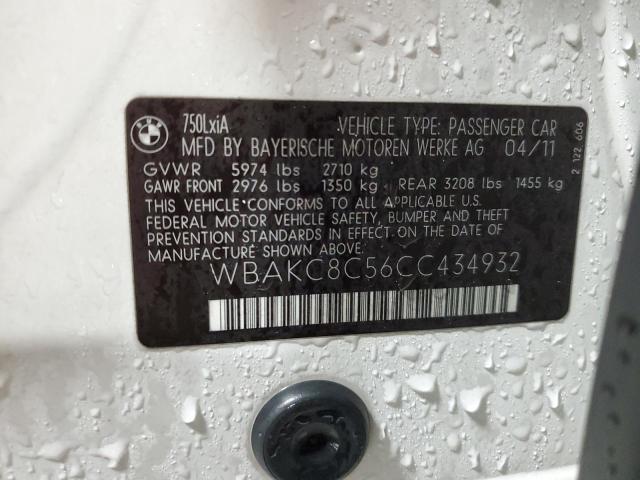 BMW
750LxiA
VEHICLE TYPE: PASSENGER CAR
MFD BY BAYERISCHE MOTOREN WERKE AG 04/11
GVWR 5974 lbs 2710 kg
GAWR FRONT 2976 lbs 1350 kg REAR 3208 lbs 1455 kg
THIS VEHICLE CONFORMS TO ALL APPLICABLE U.S.
FEDERAL MOTOR VEHICLE SAFETY, BUMPER AND THEFT
PREVENTION STANDARDS IN EFFECT ON THE DATE OF
MANUFACTURE SHOWN ABOVE.
WBAKC8C56CC434932
2 122 606